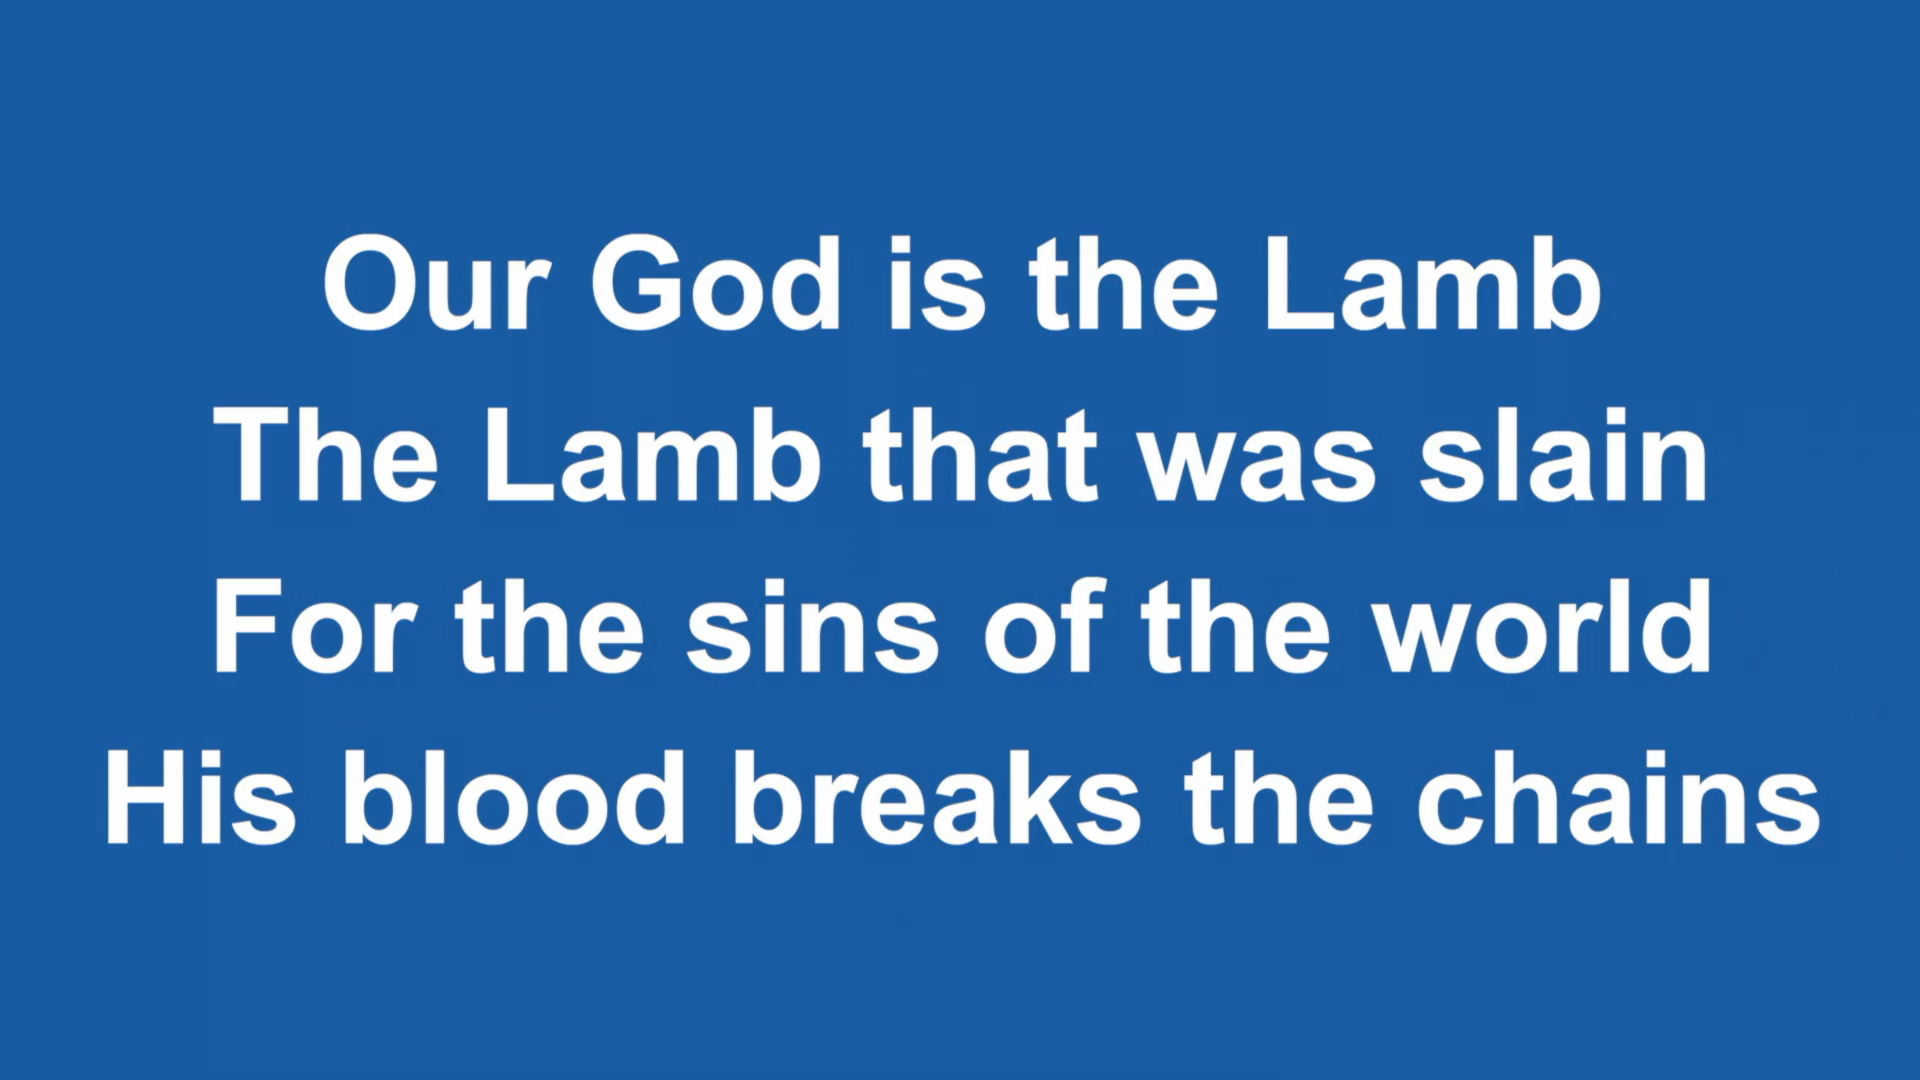 Our God is the Lamb
The Lamb that was slain
For the sins of the world
His blood breaks the chains